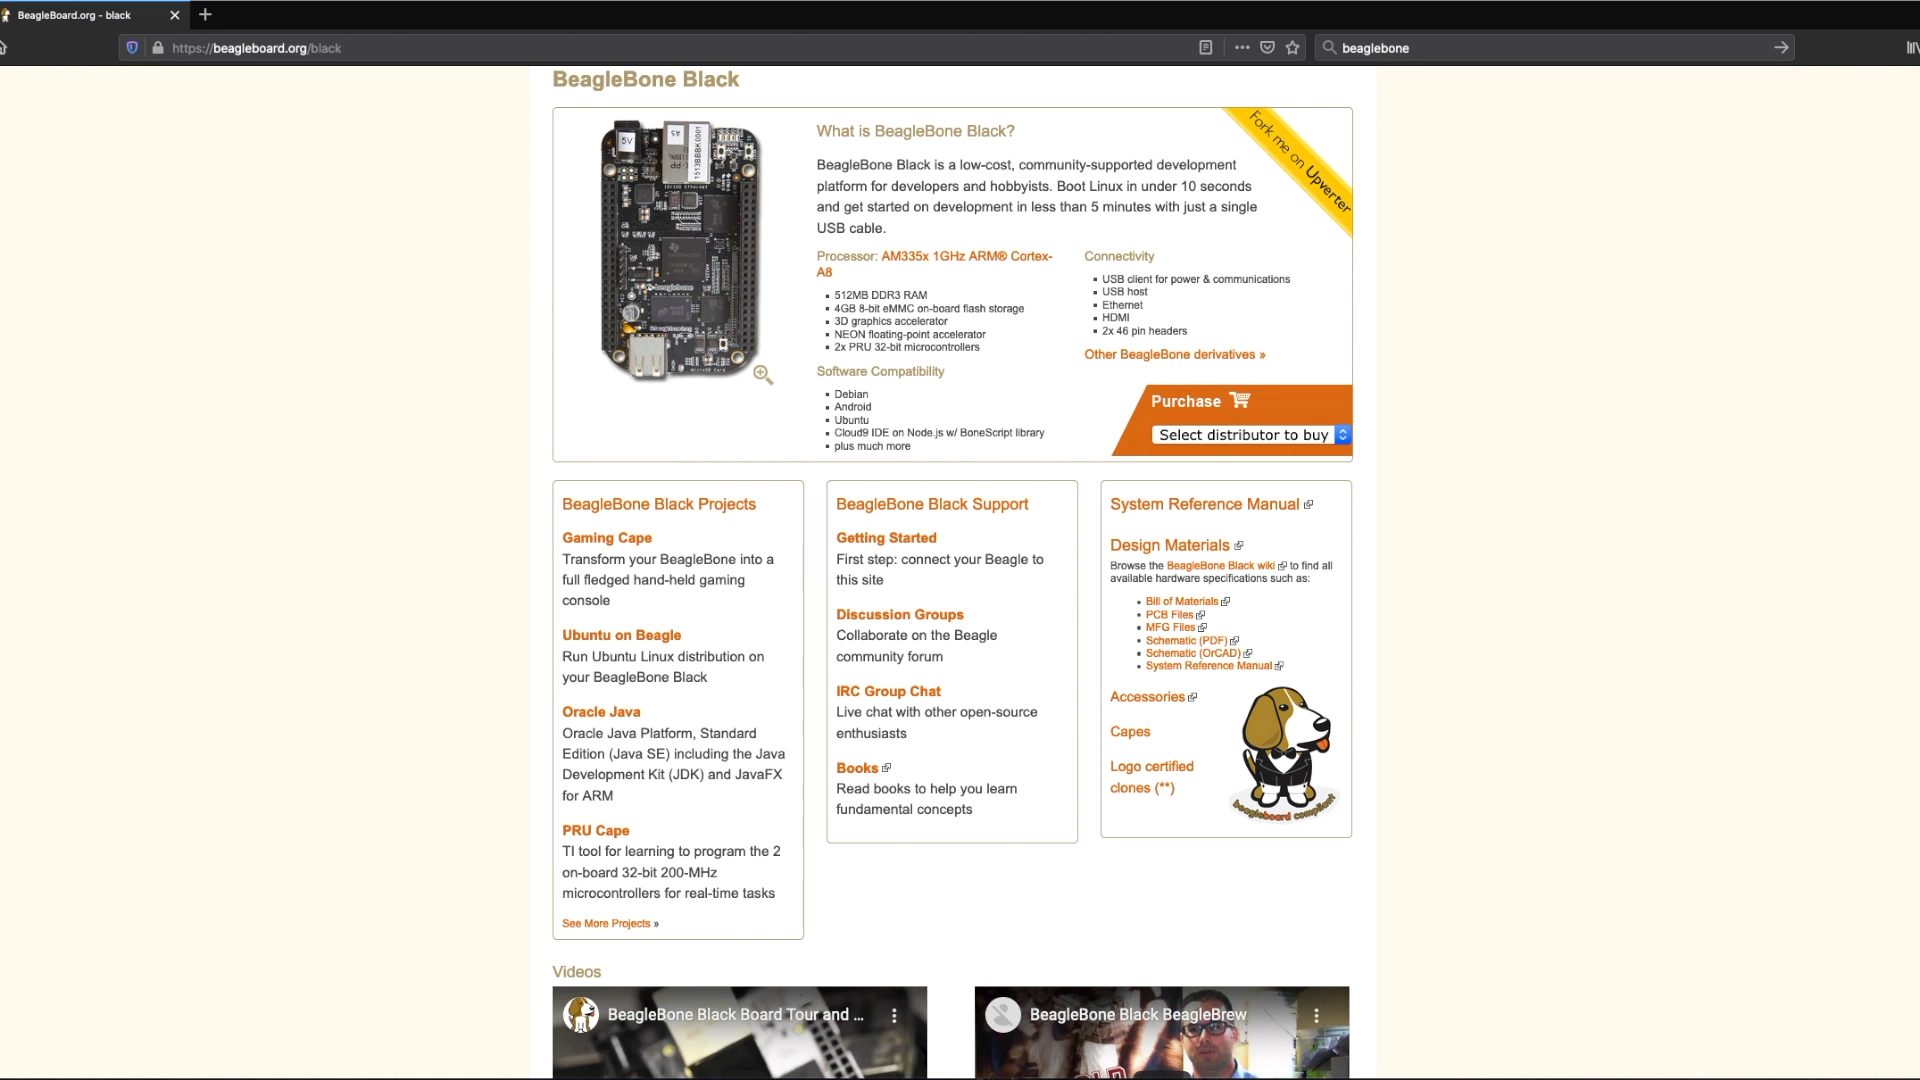 BeagleBoard.org - black
https://beagleboard.org/black
beaglebone
BeagleBone Black
What is BeagleBone Black?
BeagleBone Black is a low-cost, community-supported development
platform for developers and hobbyists. Boot Linux in under 10 seconds
and get started on development in less than 5 minutes with just a single
USB cable.
Fork me on Upverter
Processor: AM335x 1GHz ARM® Cortex-
A8
512MB DDR3 RAM
4GB 8-bit eMMC on-board flash storage
3D graphics accelerator
NEON floating-point accelerator
2x PRU 32-bit microcontrollers
Software Compatibility
Debian
Android
Ubuntu
Cloud9 IDE on Node.js w/ BoneScript library
plus much more
Connectivity
USB client for power & communications
USB host
Ethernet
HDMI
2x 46 pin headers
Other BeagleBone derivatives »
Purchase
Select distributor to buy
5V
BeagleBone Black Projects
Gaming Cape
Transform your BeagleBone into a
full fledged hand-held gaming
console
Ubuntu on Beagle
Run Ubuntu Linux distribution on
your BeagleBone Black
Oracle Java
Oracle Java Platform, Standard
Edition (Java SE) including the Java
Development Kit (JDK) and JavaFX
for ARM
PRU Cape
TI tool for learning to program the 2
on-board 32-bit 200-MHz
microcontrollers for real-time tasks
See More Projects »
BeagleBone Black Support
Getting Started
First step: connect your Beagle to
this site
Discussion Groups
Collaborate on the Beagle
community forum
IRC Group Chat
Live chat with other open-source
enthusiasts
Books
Read books to help you learn
fundamental concepts
System Reference Manual
Design Materials
Browse the BeagleBone Black wiki to find all
available hardware specifications such as:
Bill of Materials
PCB Files
MFG Files
Schematic (PDF)
Schematic (OrCAD)
System Reference Manual
Accessories
Capes
Logo certified
clones (**)
beagleboard compliant
Videos
BeagleBone Black Board Tour and ...
BeagleBone Black BeagleBrew